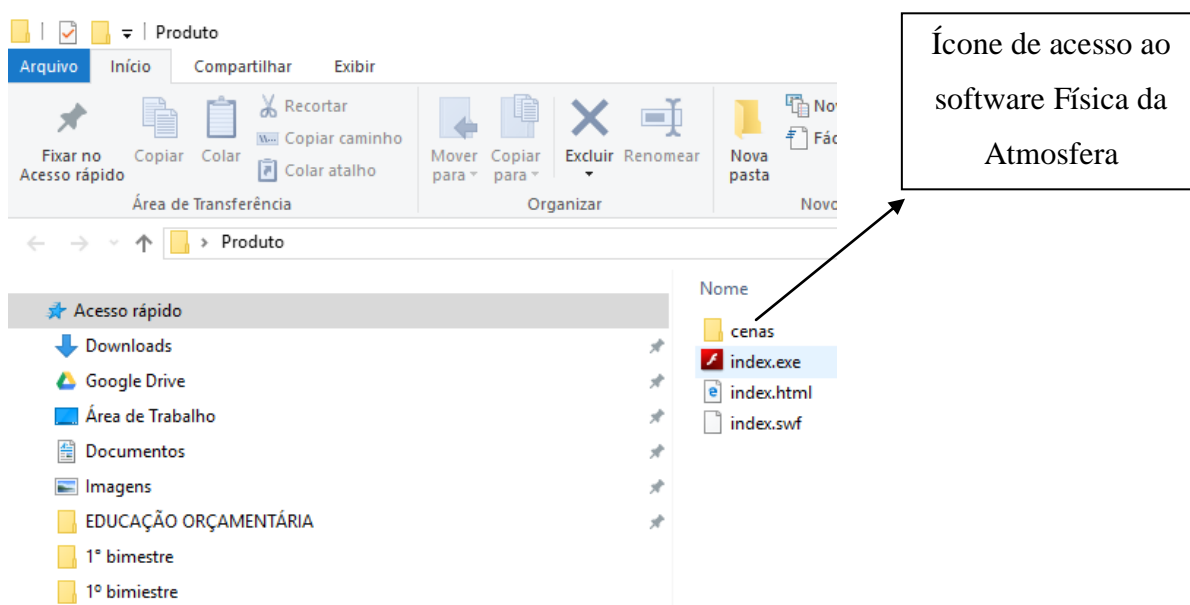 Produto
Arquivo Início Compartilhar Exibir
Fixar no
Acesso rápido
Copiar
Colar
Recortar
Copiar caminho
Colar atalho
Mover
para
Copiar
para
Excluir
Renomear
Nova
pasta
Área de Transferência
Organizar
> Produto
Acesso rápido
Downloads
Google Drive
Área de Trabalho
Documentos
Imagens
EDUCAÇÃO ORÇAMENTÁRIA
1° bimestre
1º bimiestre
Nome
cenas
index.exe
index.html
index.swf
Ícone de acesso ao
software Física da
Atmosfera